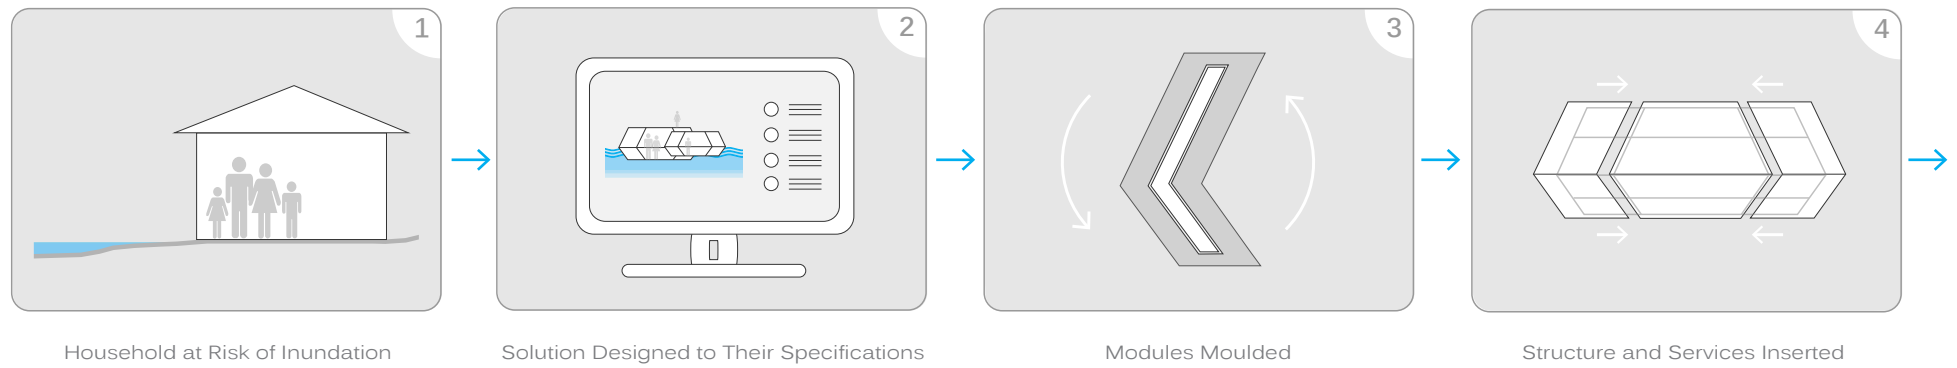 1
2
3
4
Household at Risk of Inundation
Solution Designed to Their Specifications
Modules Moulded
Structure and Services Inserted